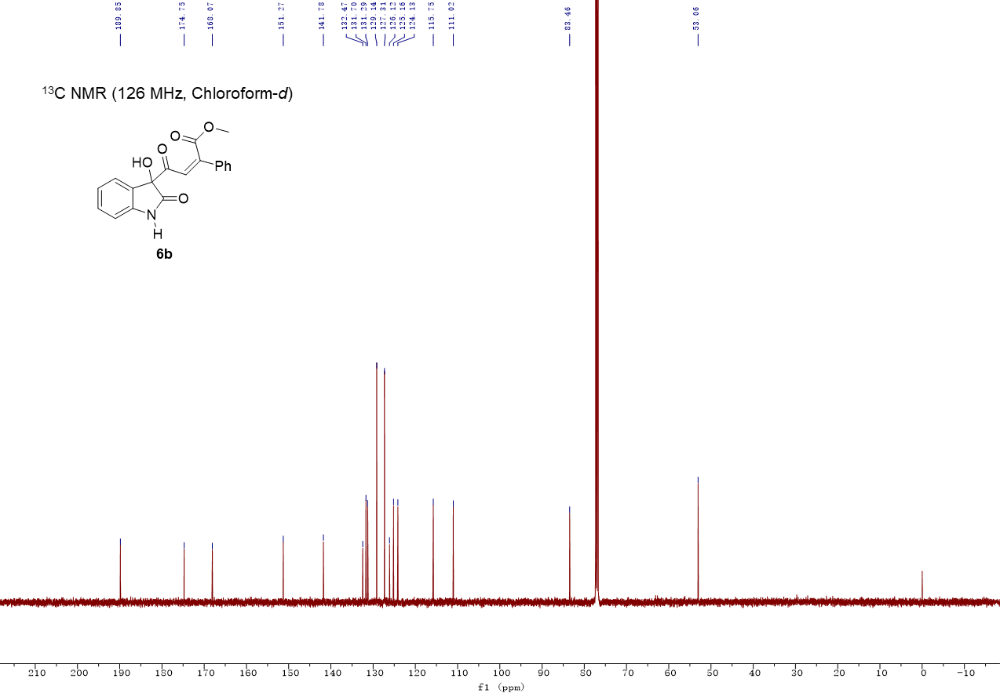 189.85
174.75
168.07
151.27
141.78
132.47
131.70
131.29
129.14
127.31
126.12
125.16
124.13
115.75
111.02
83.46
53.06
13C NMR (126 MHz, Chloroform-d)
O
O
O
HO
Ph
O
N
H
6b
210 200 190 180 170 160 150 140 130 120 110 100 90 80 70 60 50 40 30 20 10 0 -10
f1 (ppm)